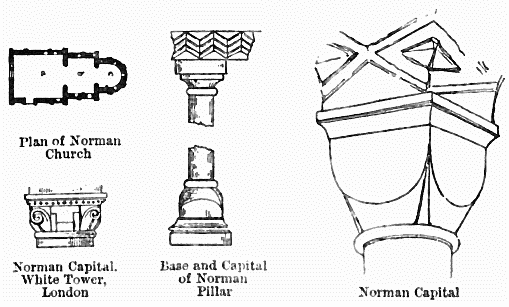 Plan of Norman
Church
Norman Capital.
White Tower,
London
Base and Capital
of Norman
Pillar
Norman Capital